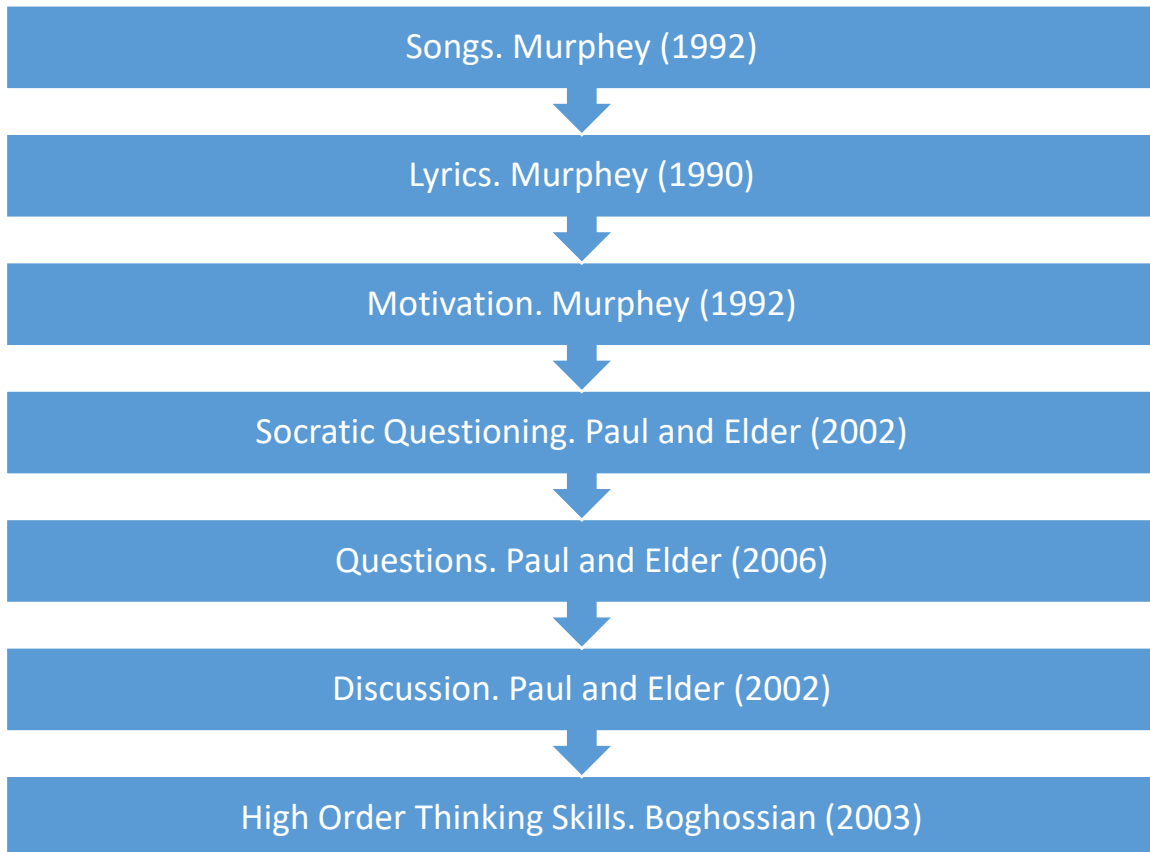 Songs. Murphey (1992)
Lyrics. Murphey (1990)
Motivation. Murphey (1992)
Socratic Questioning. Paul and Elder (2002)
Questions. Paul and Elder (2006)
Discussion. Paul and Elder (2002)
High Order Thinking Skills. Boghossian (2003)